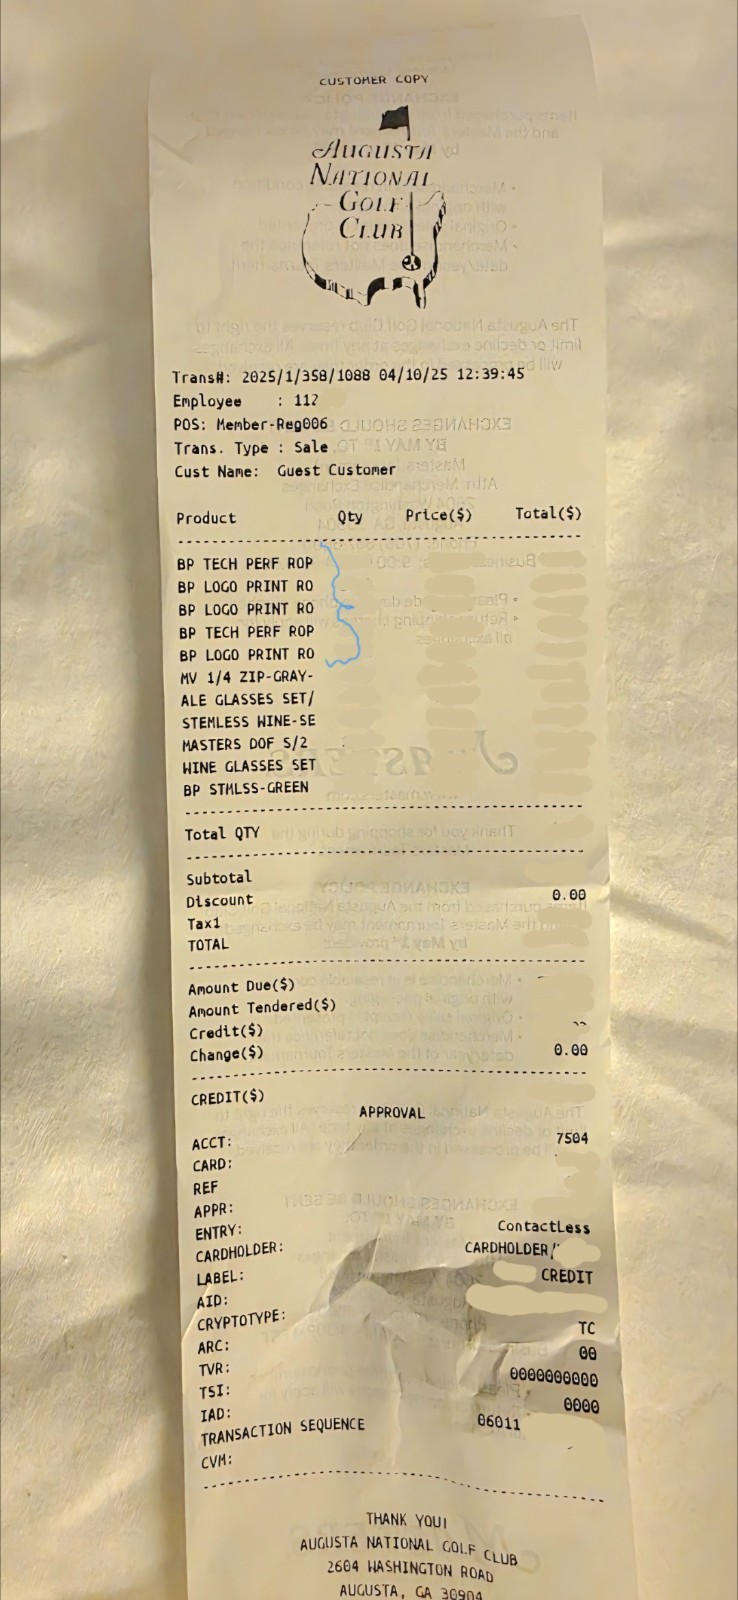 CUSTOMER COPY
AUGUSTA
NATIONAL
GOLF
CLUB
Trans#: 2025/1/358/1088 04/10/25 12:39:45
Employee : 112
POS: Member-Reg006
Trans. Type : Sale
Cust Name: Guest Customer
Product Qty Price($) Total($)
BP TECH PERF ROP
BP LOGO PRINT RO
BP LOGO PRINT RO
BP TECH PERF ROP
BP LOGO PRINT RO
MV 1/4 ZIP-GRAY-
ALE GLASSES SET/
STEMLESS WINE-SE
MASTERS DOF S/2
WINE GLASSES SET
BP STMLSS-GREEN
Total QTY
Subtotal
Discount 0.00
Tax1
TOTAL
Amount Due($)
Amount Tendered($)
Credit($)
Change($) 0.00
CREDIT($)
APPROVAL
ACCT: 7504
CARD:
REF
APPR:
ENTRY: ContactLess
CARDHOLDER: CARDHOLDER/
LABEL: CREDIT
AID:
CRYPTOTYPE: TC
ARC: 00
TVR: 0000000000
TSI: 0000
IAD: 06011
TRANSACTION SEQUENCE
CVM:
THANK YOU!
AUGUSTA NATIONAL GOLF CLUB
2604 WASHINGTON ROAD
AUGUSTA, GA 30904